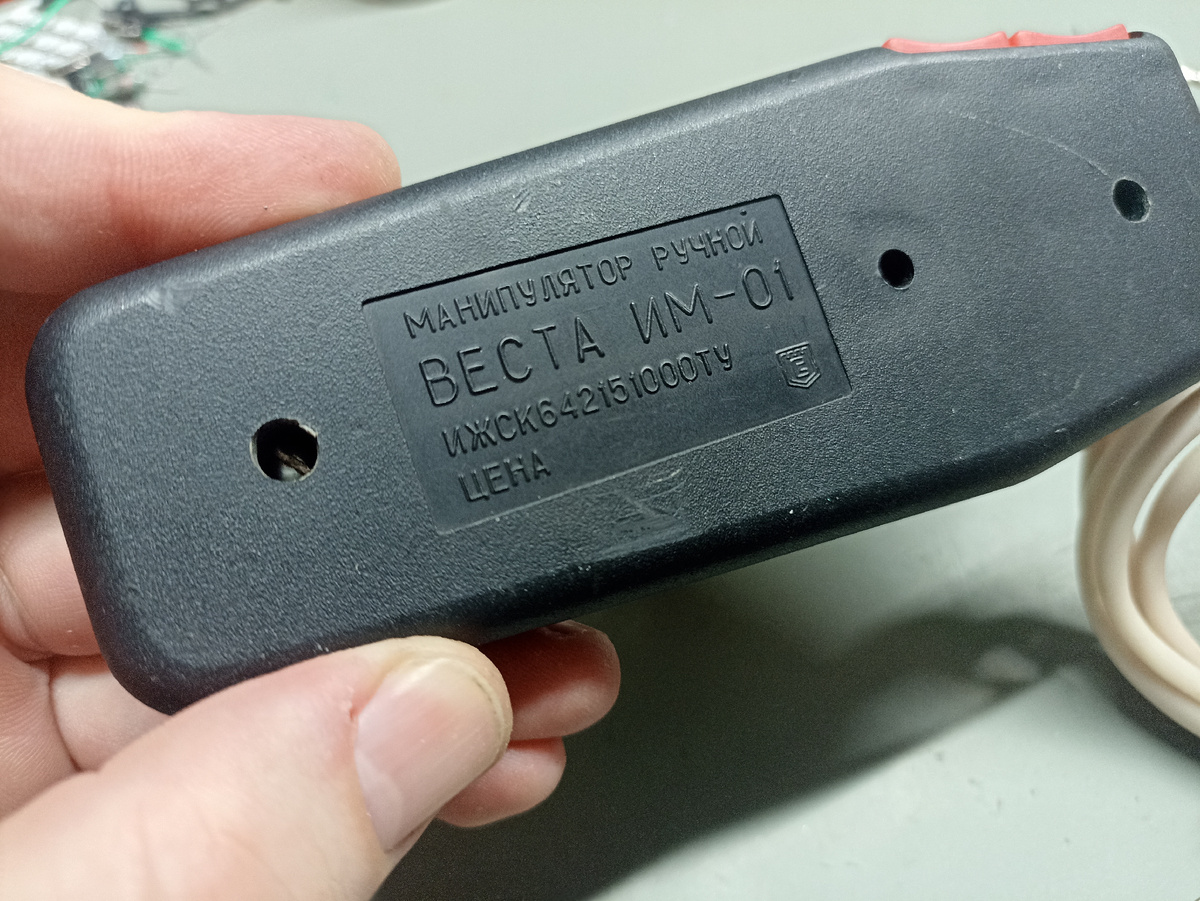 МАНИПУЛЯТОР РУЧНОЙ
ВЕСТА ИМ-01
ИЖСК642151000ТУ
ЦЕНА